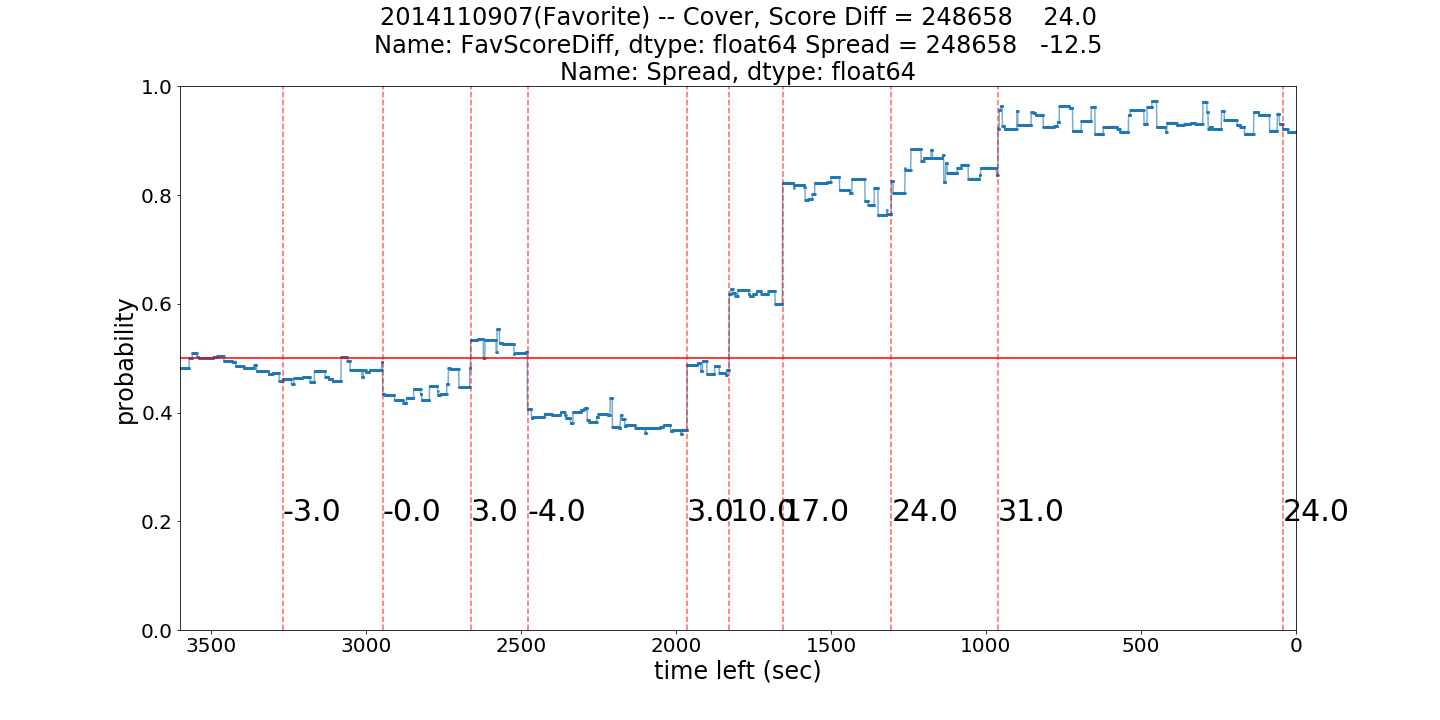 2014110907(Favorite) -- Cover, Score Diff = 248658    24.0
Name: FavScoreDiff, dtype: float64 Spread = 248658   -12.5
Name: Spread, dtype: float64
1.0
0.8
0.6
0.4
0.2
0.0
probability
-3.0 -0.0 3.0 -4.0 3.0 10.0 17.0 24.0 31.0 24.0
3500 3000 2500 2000 1500 1000 500 0
time left (sec)